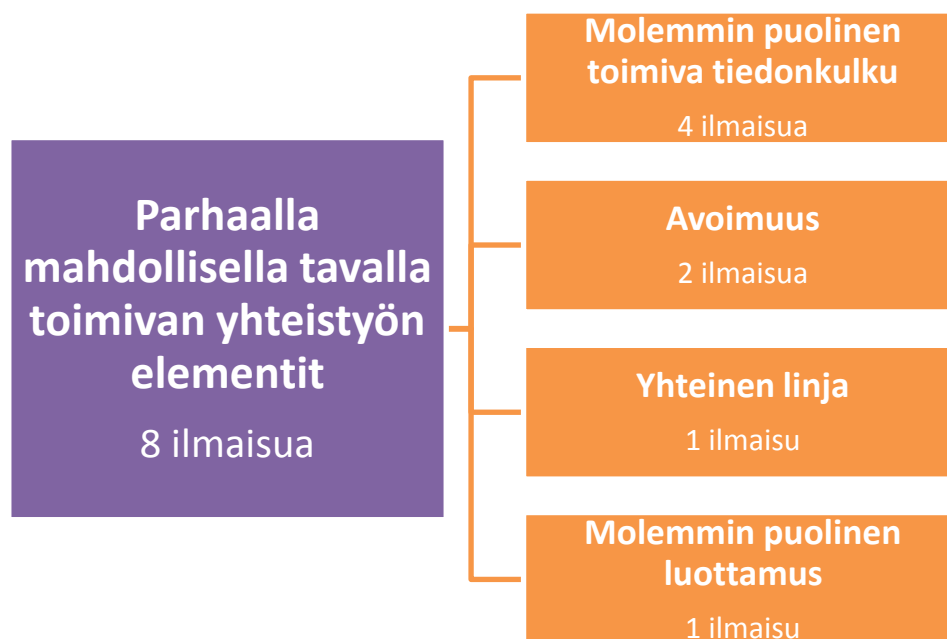 Parhaalla
mahdollisella tavalla
toimivan yhteistyön
elementit
8 ilmaisua
Molemmin puolinen
toimiva tiedonkulku
4 ilmaisua
Avoimuus
2 ilmaisua
Yhteinen linja
1 ilmaisu
Molemmin puolinen
luottamus
1 ilmaisu